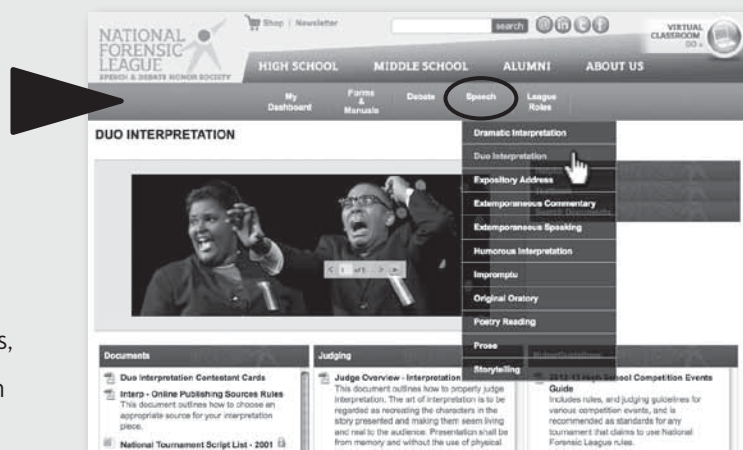 NATIONAL
FORENSIC
LEAGUE
SPEECH & DEBATE HONOR SOCIETY
Shop | Newsletter
search
VIRTUAL
CLASSROOM
GO »
HIGH SCHOOL MIDDLE SCHOOL ALUMNI ABOUT US
My
Dashboard
Forms
&
Manuals
Debate
Speech
League
Roles
DUO INTERPRETATION
Dramatic Interpretation
Duo Interpretation
Expository Address
Extemporaneous Commentary
Extemporaneous Speaking
Humorous Interpretation
Impromptu
Original Oratory
Poetry Reading
Prose
Storytelling
1 of 5
s,
n
Documents
Duo Interpretation Contestant Cards
Interp - Online Publishing Sources Rules
This document outlines how to choose an
appropriate source for your interpretation
piece.
National Tournament Script List - 2001
Judging
Judge Overview - Interpretation
This document outlines how to properly judge
interpretation. The art of interpretation is to be
regarded as recreating the characters in the
story presented and making them seem living
and real to the audience. Presentation shall be
from memory and without the use of physical
2012-13 High School Competition Events
Guide
Includes rules, and judging guidelines for
various competition events, and is
recommended as standards for any
tournament that claims to use National
Forensic League rules.